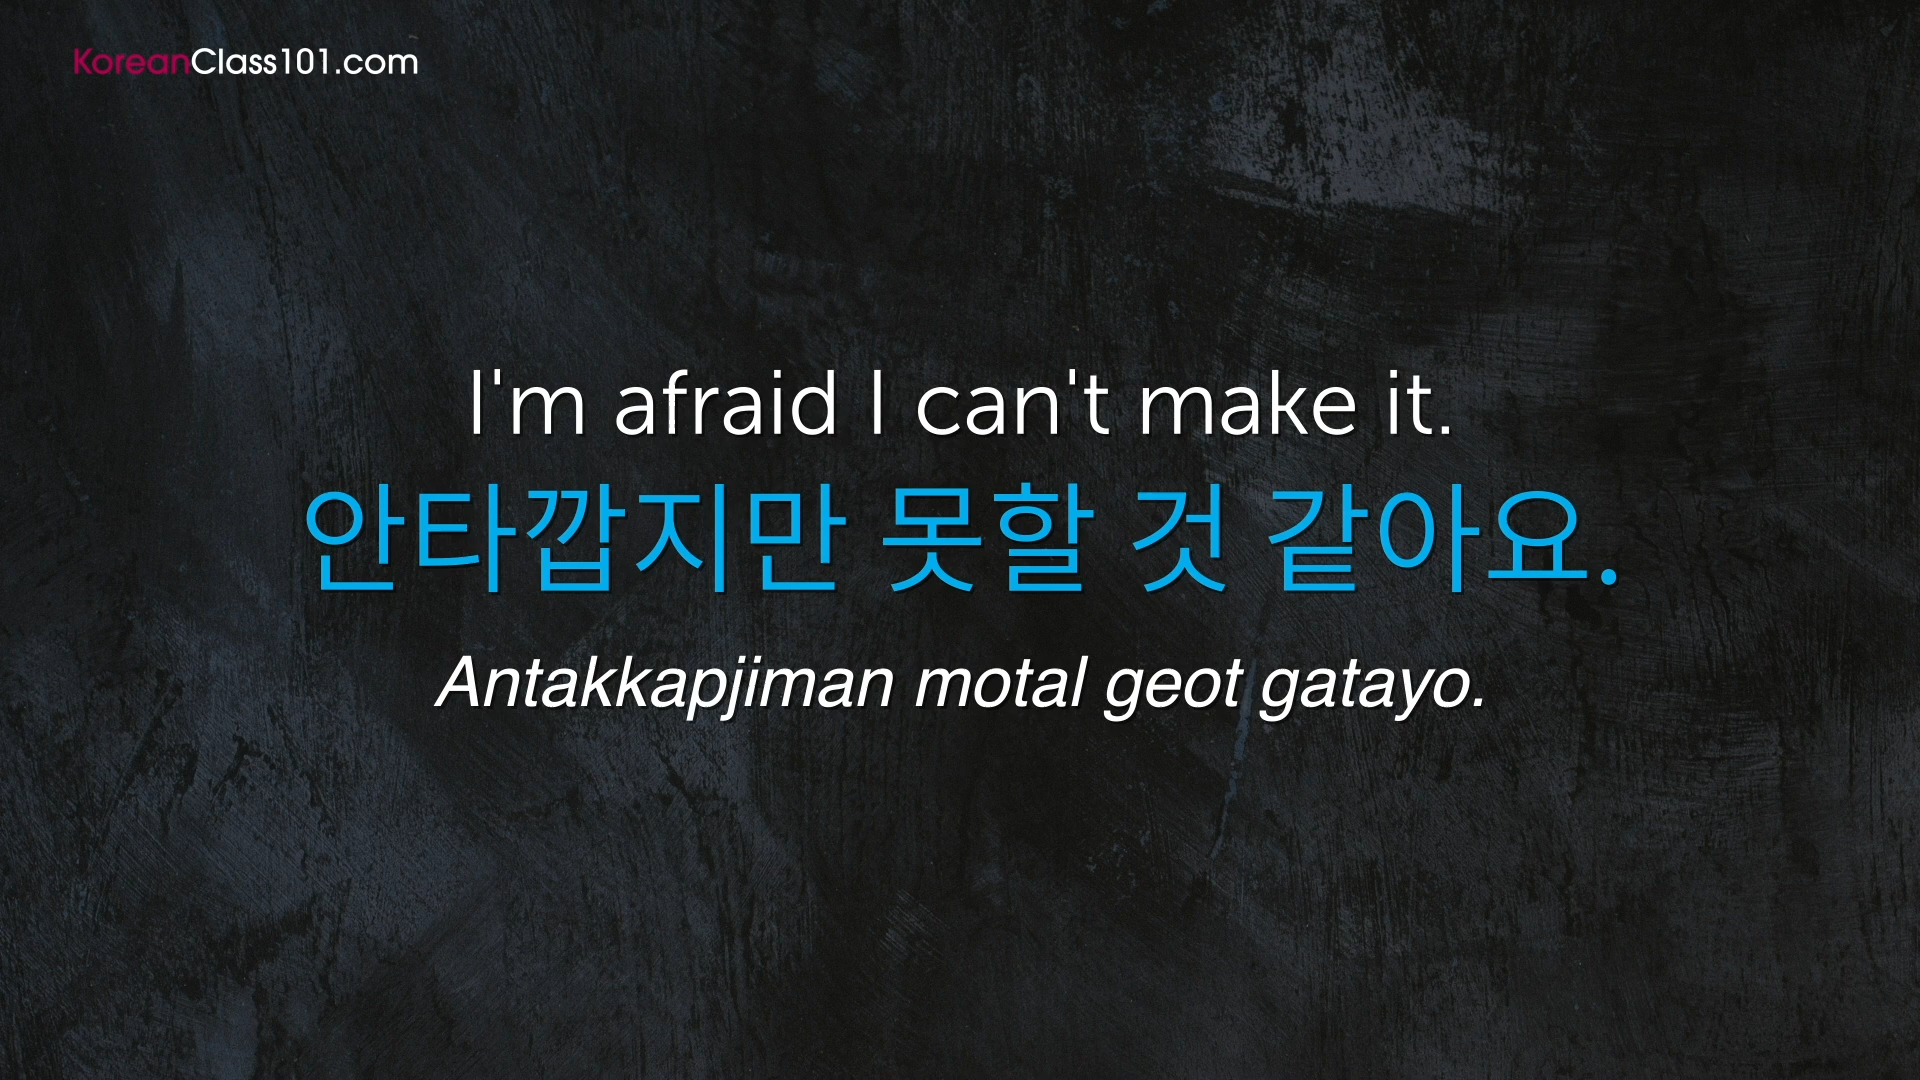 KoreanClass101.com
I'm afraid I can't make it.
안타깝지만 못할 것 같아요.
Antakkapjiman motal geot gatayo.